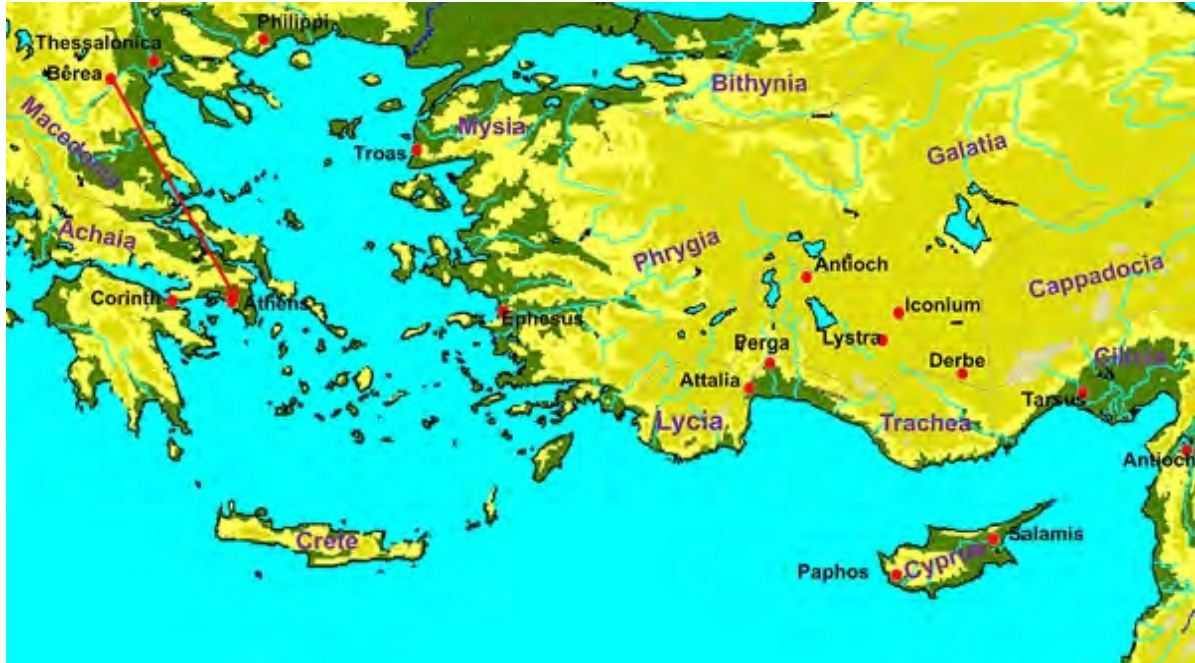 Philippi
Thessalonica
Berea
Macedonia
Bithynia
Mysia
Troas
Galatia
Achaia
Phrygia
Antioch
Cappadocia
Corinth
Athens
Ephesus
Iconium
Lystra
Perga
Derbe
Cilicia
Attalia
Tarsus
Lycia
Trachea
Antioch
Crete
Salamis
Cyprus
Paphos